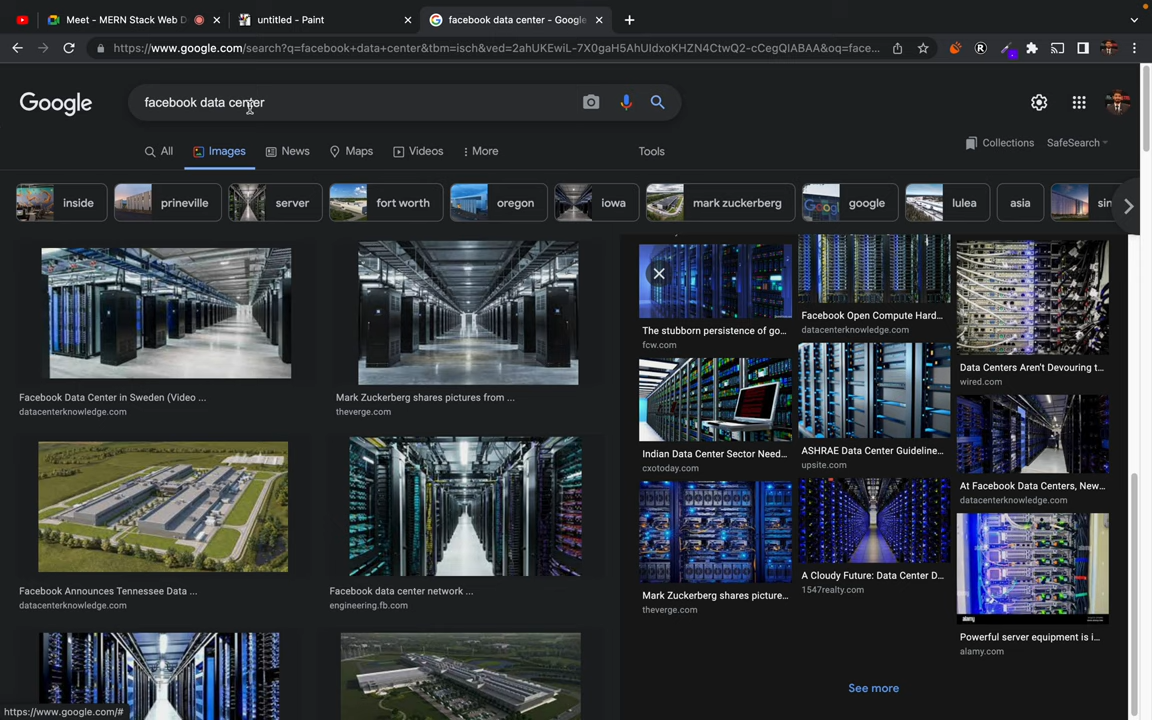 Meet - MERN Stack Web D
untitled - Paint
facebook data center - Google
https://www.google.com/search?q=facebook+data+center&tbm=isch&ved=2ahUKEwiL-7X0gaH5AhUIdxoKHZN4CtwQ2-cCegQIABAA&oq=face...
Google
facebook data center
Collections
SafeSearch
All
Images
News
Maps
Videos
More
Tools
inside
prineville
server
fort worth
oregon
iowa
mark zuckerberg
google
lulea
asia
sin
Facebook Data Center in Sweden (Video ...
datacenterknowledge.com
Mark Zuckerberg shares pictures from ...
theverge.com
Facebook Announces Tennessee Data ...
datacenterknowledge.com
Facebook data center network ...
engineering.fb.com
The stubborn persistence of go...
fcw.com
Facebook Open Compute Hard...
datacenterknowledge.com
Data Centers Aren't Devouring t...
wired.com
Indian Data Center Sector Need...
cxotoday.com
ASHRAE Data Center Guideline...
upsite.com
At Facebook Data Centers, New...
datacenterknowledge.com
Mark Zuckerberg shares picture...
theverge.com
A Cloudy Future: Data Center D...
1547realty.com
alamy
Powerful server equipment is i...
alamy.com
See more
https://www.google.com/#